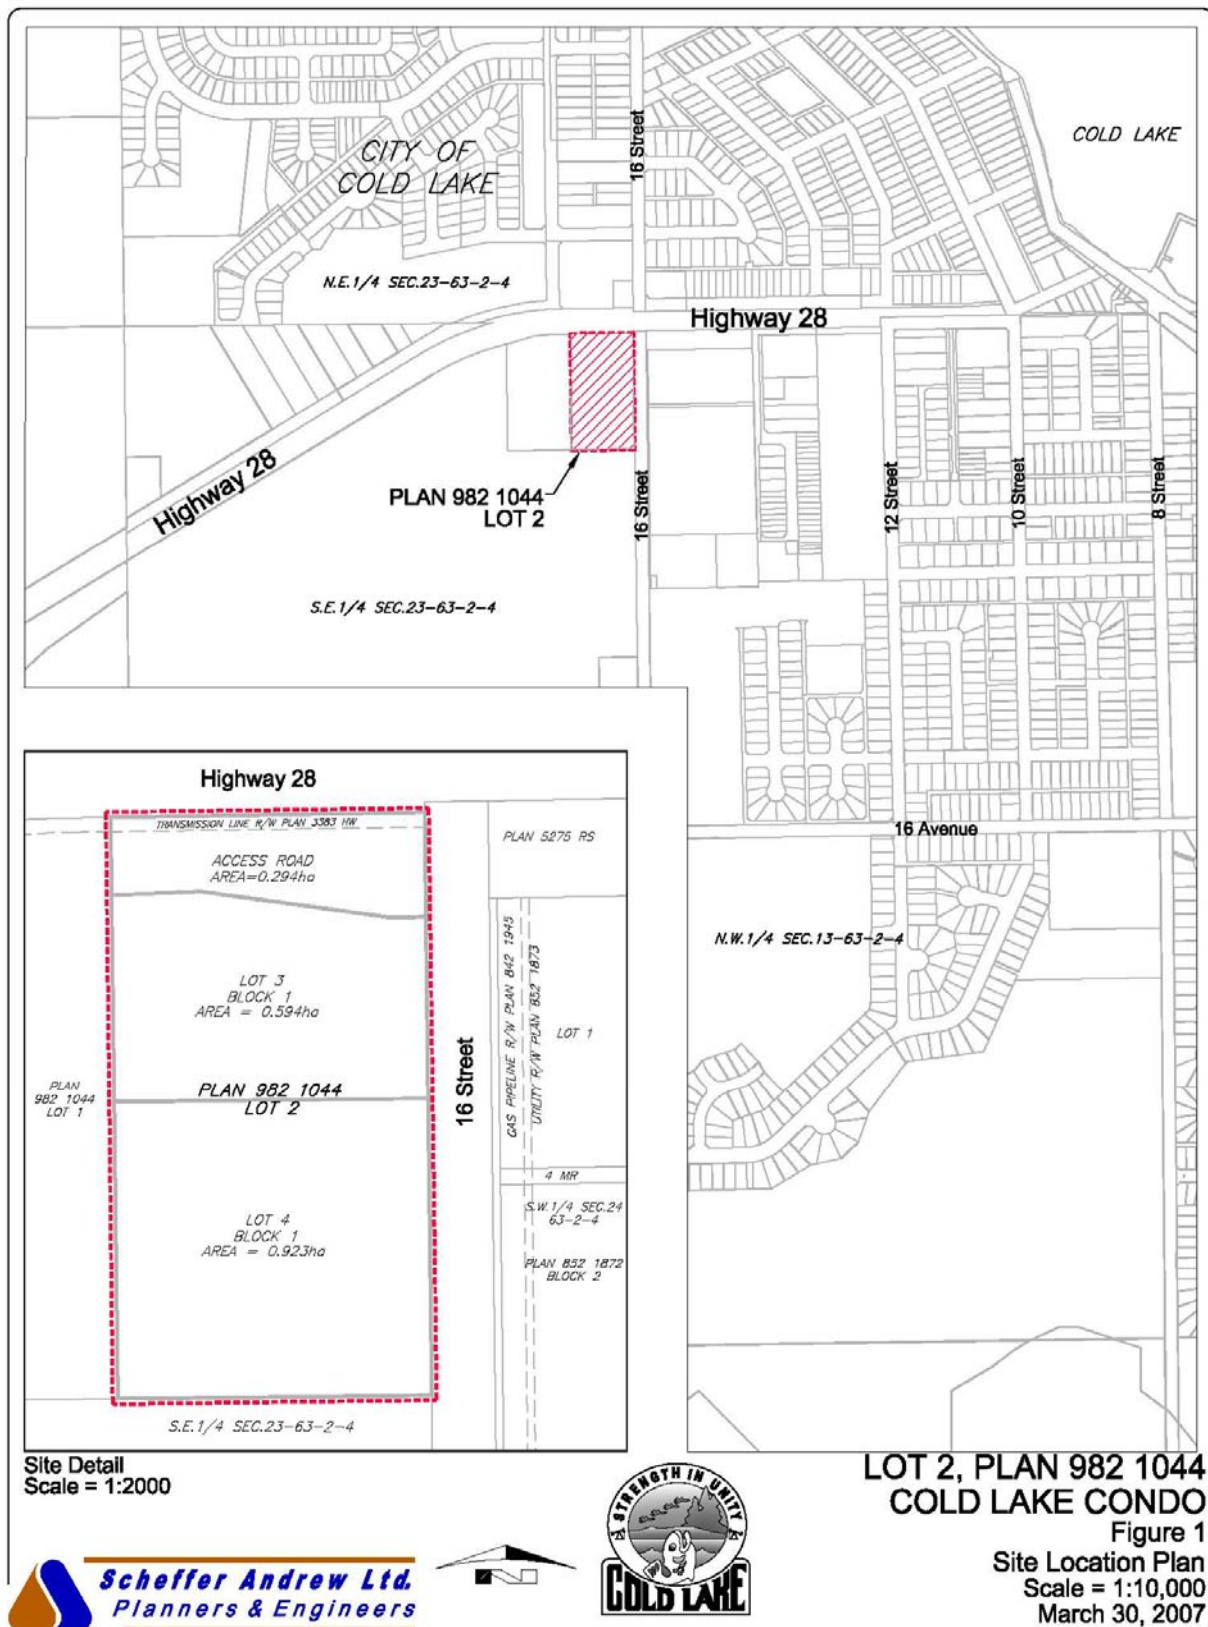 COLD LAKE
16 Street
CITY OF
COLD LAKE
N.E.1/4 SEC.23-63-2-4
Highway 28
Highway 28
PLAN 982 1044
LOT 2
16 Street
12 Street
10 Street
8 Street
S.E.1/4 SEC.23-63-2-4
16 Avenue
N.W.1/4 SEC.13-63-2-4
Highway 28
TRANSMISSION LINE R/W PLAN 3383 HW
ACCESS ROAD
AREA=0.294ha
PLAN 5275 RS
LOT 3
BLOCK 1
AREA = 0.594ha
GAS PIPELINE R/W PLAN 842 1945
UTILITY R/W PLAN 852 1873
LOT 1
16 Street
PLAN
982 1044
LOT 1
PLAN 982 1044
LOT 2
4 MR
S.W.1/4 SEC.24
63-2-4
LOT 4
BLOCK 1
AREA = 0.923ha
PLAN 852 1872
BLOCK 2
S.E.1/4 SEC.23-63-2-4
Site Detail
Scale = 1:2000
LOT 2, PLAN 982 1044
COLD LAKE CONDO
Figure 1
Site Location Plan
Scale = 1:10,000
March 30, 2007
STRENGTH IN UNITY
COLD LAKE
Scheffer Andrew Ltd.
Planners & Engineers